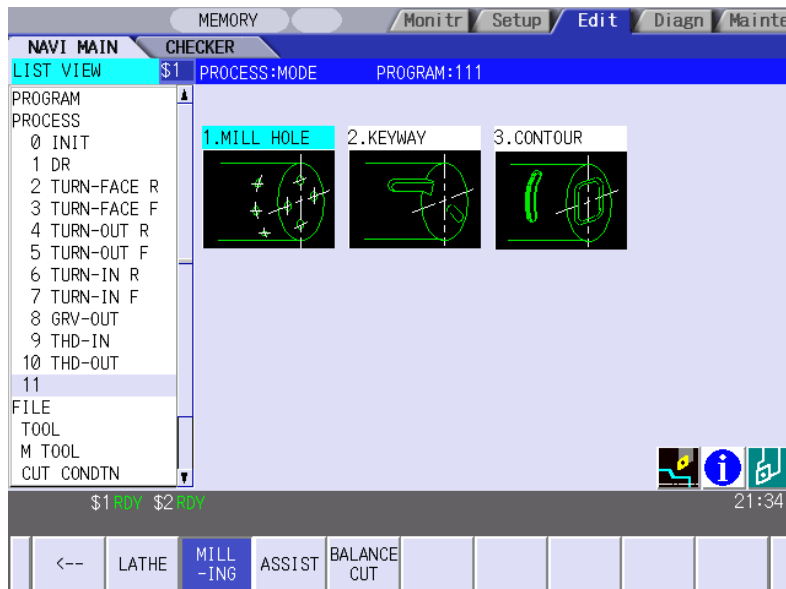 MEMORY
Monitr Setup Edit Diagn Mainte
NAVI MAIN CHECKER
LIST VIEW $1 PROCESS:MODE PROGRAM:111
PROGRAM
PROCESS
0 INIT
1 DR
2 TURN-FACE R
3 TURN-FACE F
4 TURN-OUT R
5 TURN-OUT F
6 TURN-IN R
7 TURN-IN F
8 GRV-OUT
9 THD-IN
10 THD-OUT
11
FILE
TOOL
M TOOL
CUT CONDTN
1.MILL HOLE 2.KEYWAY 3.CONTOUR
$1 RDY $2 RDY 21:34
<-- LATHE MILL -ING ASSIST BALANCE CUT